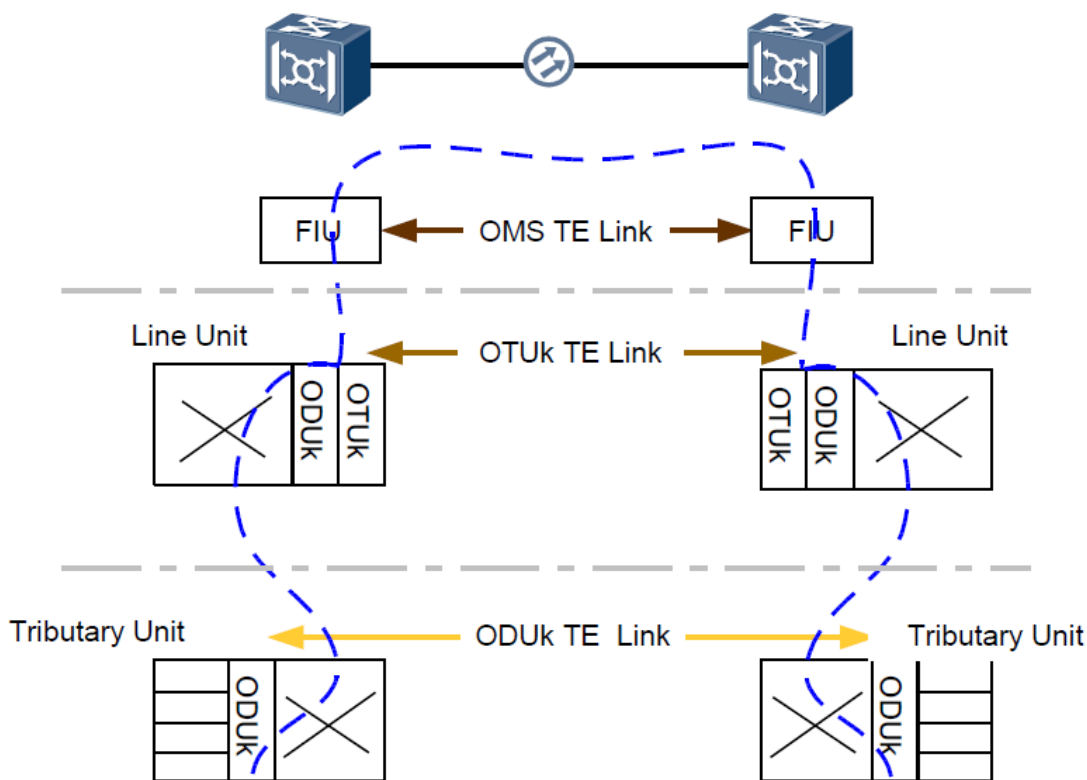 FIU
OMS TE Link
FIU
Line Unit
OTUk TE Link
Line Unit
ODUk
OTUk
OTUk
ODUk
Tributary Unit
ODUk TE Link
Tributary Unit
ODUk
ODUk